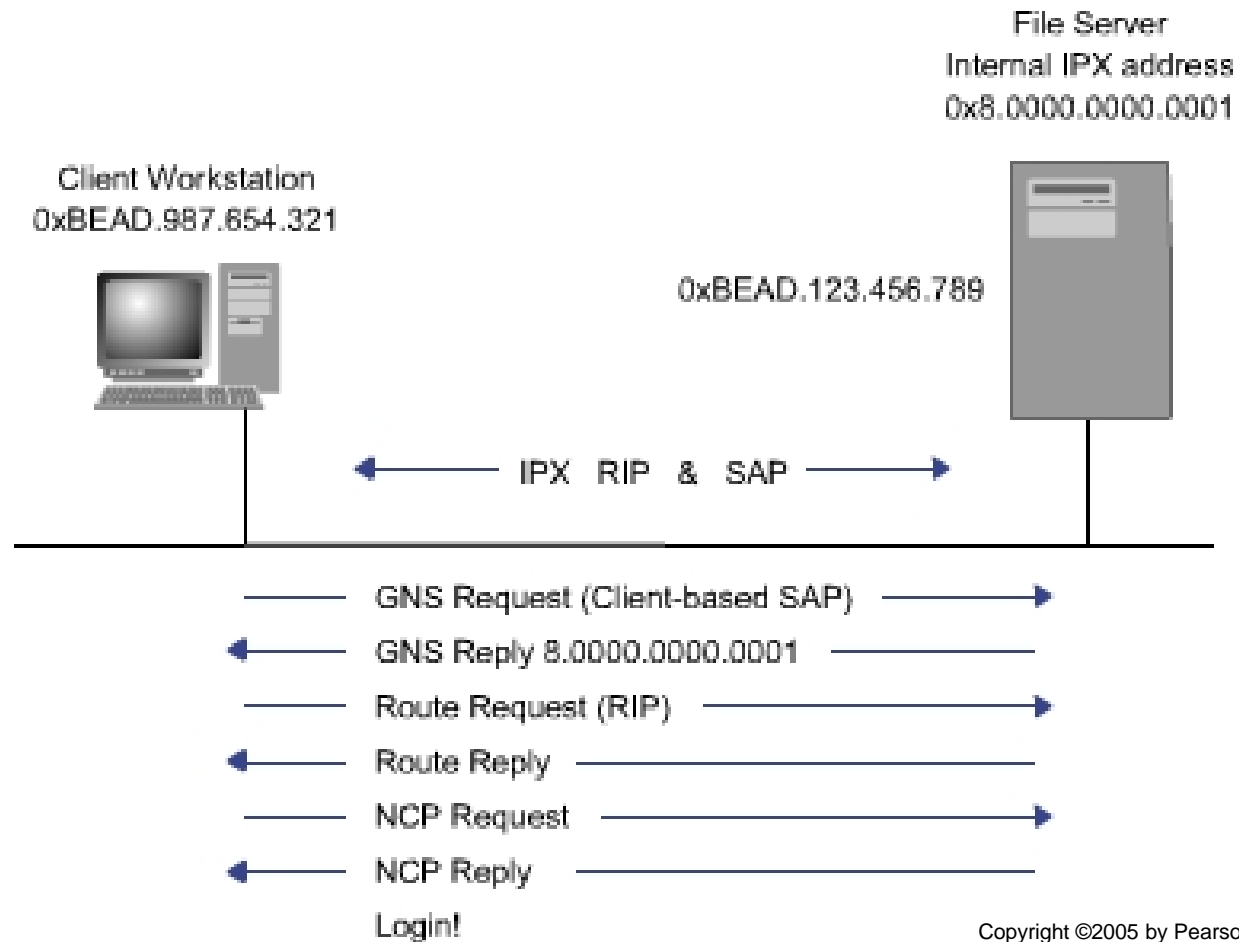 File Server
Internal IPX address
0x8.0000.0000.0001
Client Workstation
0xBEAD.987.654.321
0xBEAD.123.456.789
IPX RIP & SAP
GNS Request (Client-based SAP)
GNS Reply 8.0000.0000.0001
Route Request (RIP)
Route Reply
NCP Request
NCP Reply
Login!
Copyright ©2005 by Pearso